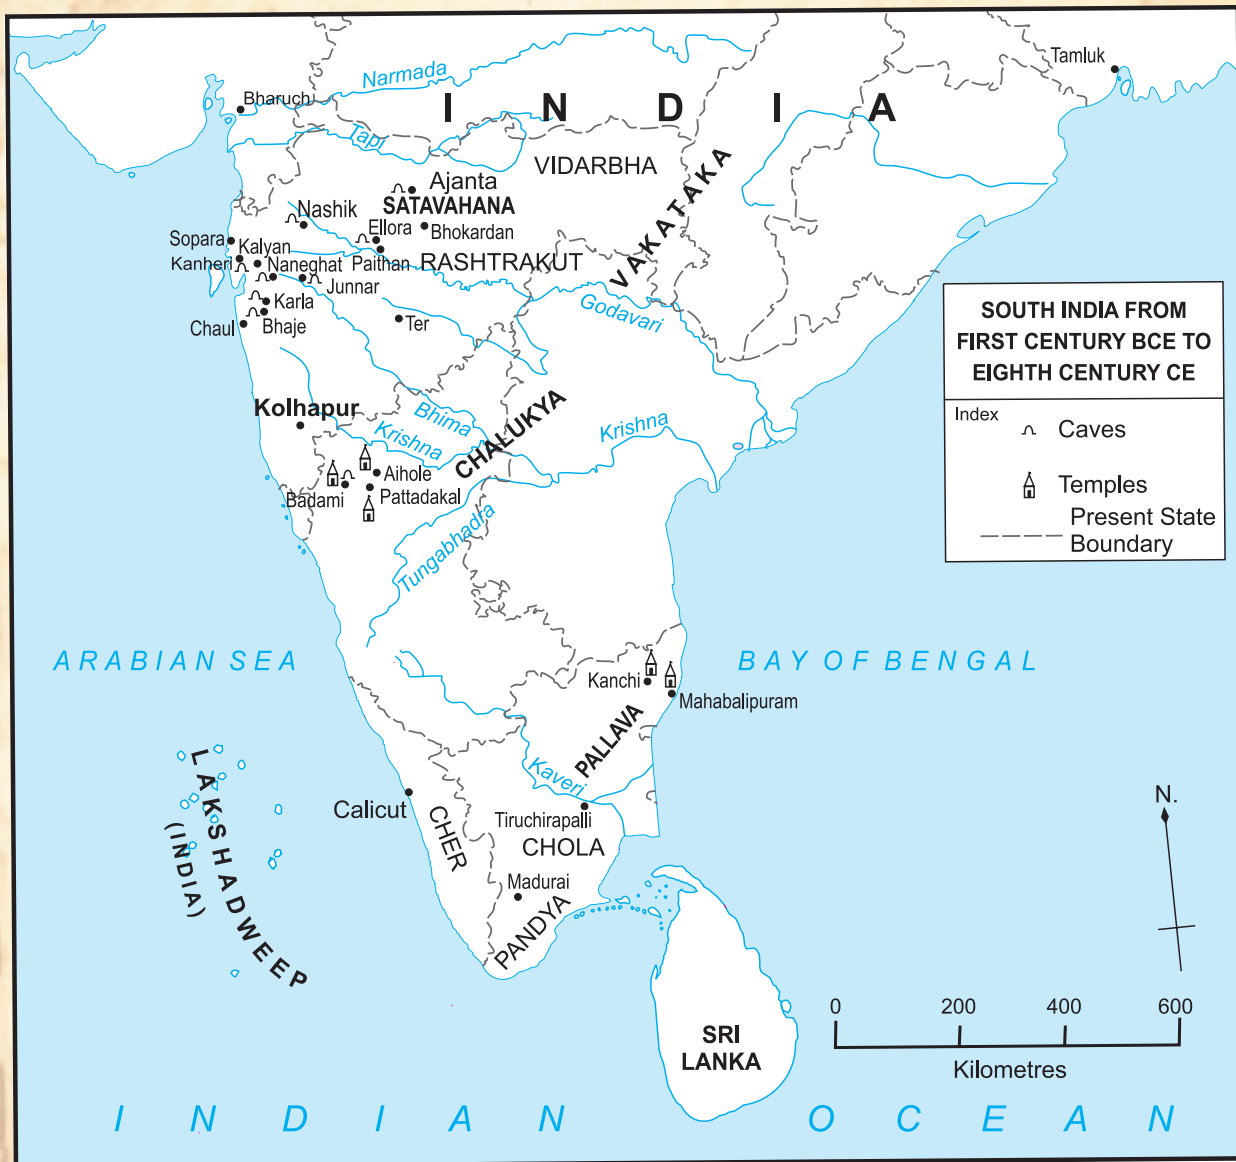 Tamluk
Narmada
Bharuch
I N D I A
Tapi
VIDARBHA
VAKATAKA
Ajanta
SATAVAHANA
Nashik
Ellora
Bhokardan
Sopara
Kalyan
Kanheri
Naneghat
Paithan
RASHTRAKUT
Junnar
Karla
Godavari
Chaul
Bhaje
Ter
SOUTH INDIA FROM
FIRST CENTURY BCE TO
EIGHTH CENTURY CE
Index
Caves
Temples
Present State
Boundary
Kolhapur
Bhima
Krishna
CHALUKYA
Krishna
Aihole
Badami
Pattadakal
Tungabhadra
ARABIAN SEA
BAY OF BENGAL
Kanchi
Mahabalipuram
PALLAVA
Kaveri
LAKSHADWEEP
(INDIA)
Calicut
CHER
Tiruchirapalli
CHOLA
Madurai
PANDYA
N.
SRI
LANKA
0 200 400 600
Kilometres
INDIAN OCEAN